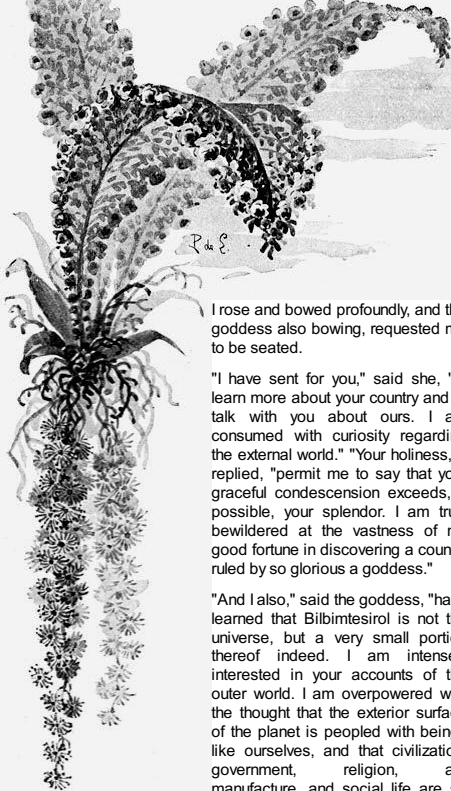 I rose and bowed profoundly, and th
goddess also bowing, requested m
to be seated.
"I have sent for you," said she, "
learn more about your country and
talk with you about ours. I a
consumed with curiosity regardi
the external world." "Your holiness,
replied, "permit me to say that yo
graceful condescension exceeds,
possible, your splendor. I am tru
bewildered at the vastness of
good fortune in discovering a coun
ruled by so glorious a goddess."
"And I also," said the goddess, "ha
learned that Bilbimtesirol is not th
universe, but a very small porti
thereof indeed. I am intense
interested in your accounts of t
outer world. I am overpowered w
the thought that the exterior surfa
of the planet is peopled with bein
like ourselves, and that civilizatio
government, religion, a
manufacture, and social life are